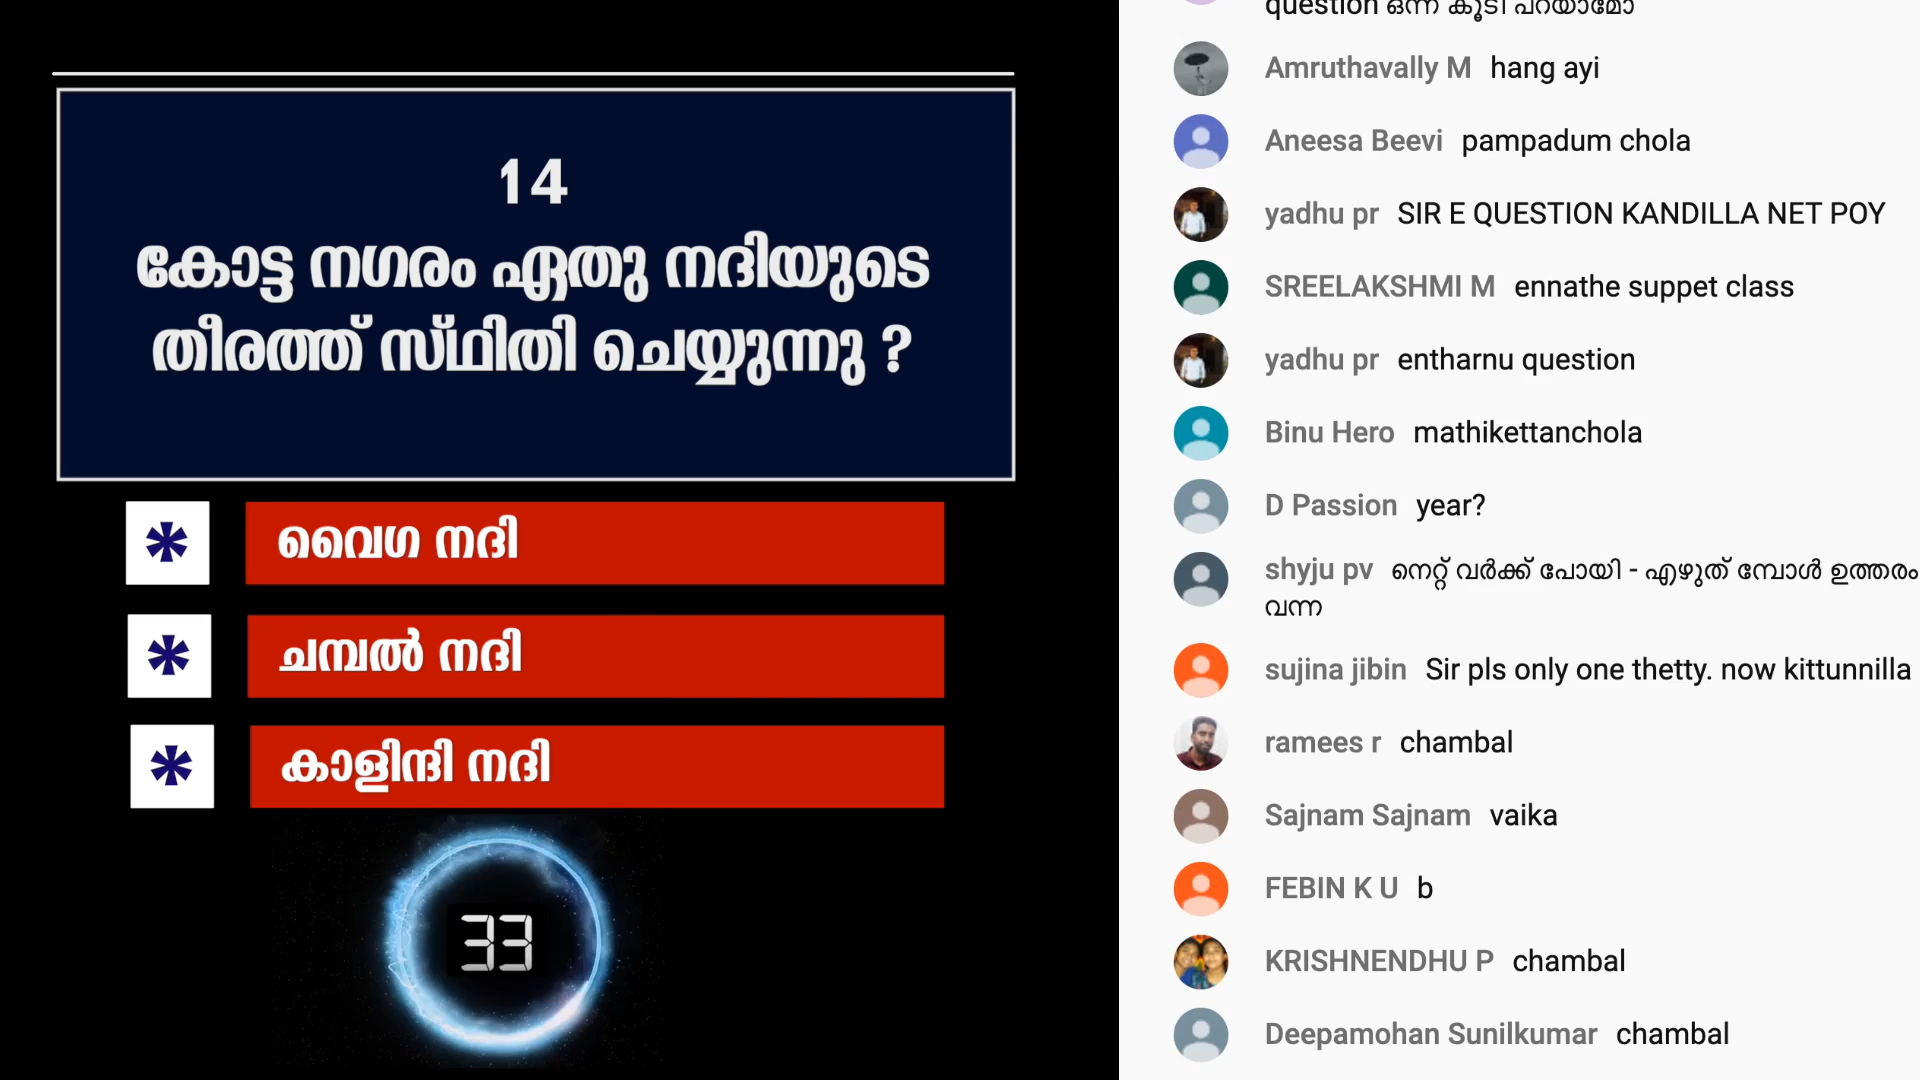 14
കോട്ട നഗരം ഏതു നദിയുടെ
തീരത്ത് സ്ഥിതി ചെയ്യുന്നു ?
* വൈഗ നദി
* ചമ്പൽ നദി
* കാളിന്ദി നദി
33
question ഒന്ന് കൂടി പറയാമോ
Amruthavally M hang ayi
Aneesa Beevi pampadum chola
yadhu pr SIR E QUESTION KANDILLA NET POY
SREELAKSHMI M ennathe suppet class
yadhu pr entharnu question
Binu Hero mathikettanchola
D Passion year?
shyju pv നെറ്റ് വർക്ക് പോയി - എഴുത് മ്പോൾ ഉത്തരം
വന്ന
sujina jibin Sir pls only one thetty. now kittunnilla
ramees r chambal
Sajnam Sajnam vaika
FEBIN K U b
KRISHNENDHU P chambal
Deepamohan Sunilkumar chambal